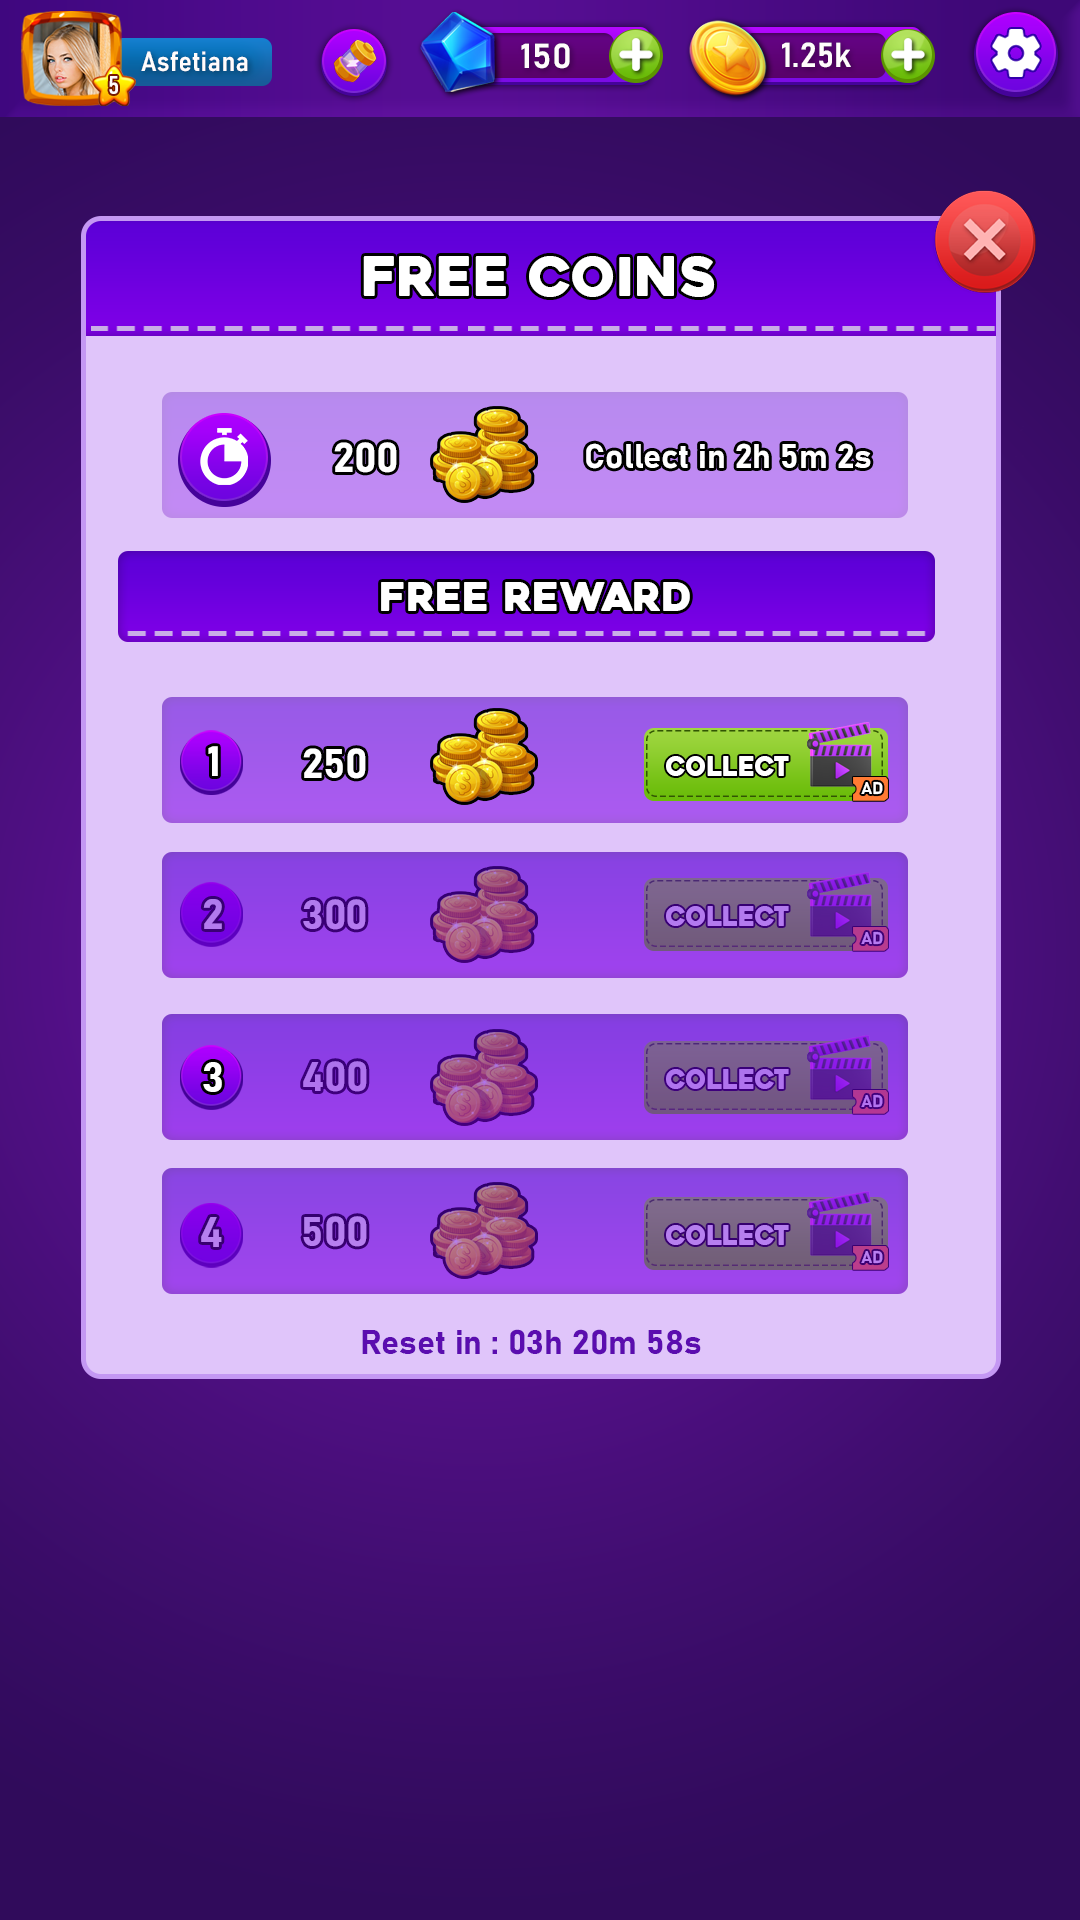 Asfetiana
5
150
1.25k
FREE COINS
200
Collect in 2h 5m 2s
FREE REWARD
1
250
COLLECT
AD
2
300
COLLECT
AD
3
400
COLLECT
AD
4
500
COLLECT
AD
Reset in : 03h 20m 58s